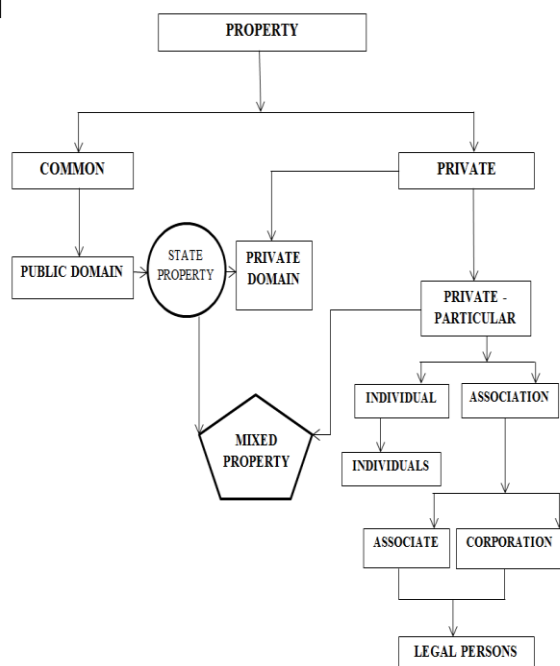 PROPERTY
COMMON
PRIVATE
PUBLIC DOMAIN
STATE
PROPERTY
PRIVATE
DOMAIN
PRIVATE -
PARTICULAR
INDIVIDUAL
ASSOCIATION
MIXED
PROPERTY
INDIVIDUALS
ASSOCIATE
CORPORATION
LEGAL PERSONS